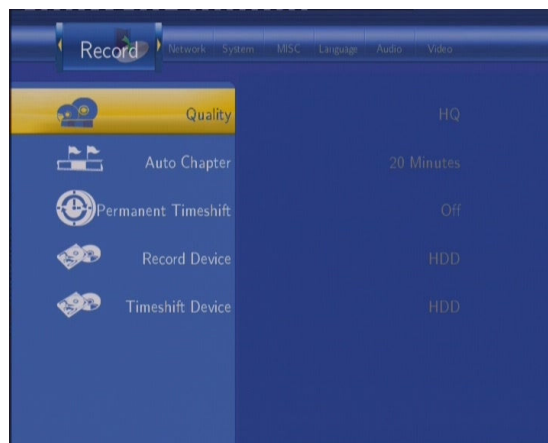 Record Network System MISC Language Audio Video
Quality HQ
Auto Chapter 20 Minutes
Permanent Timeshift Off
Record Device HDD
Timeshift Device HDD